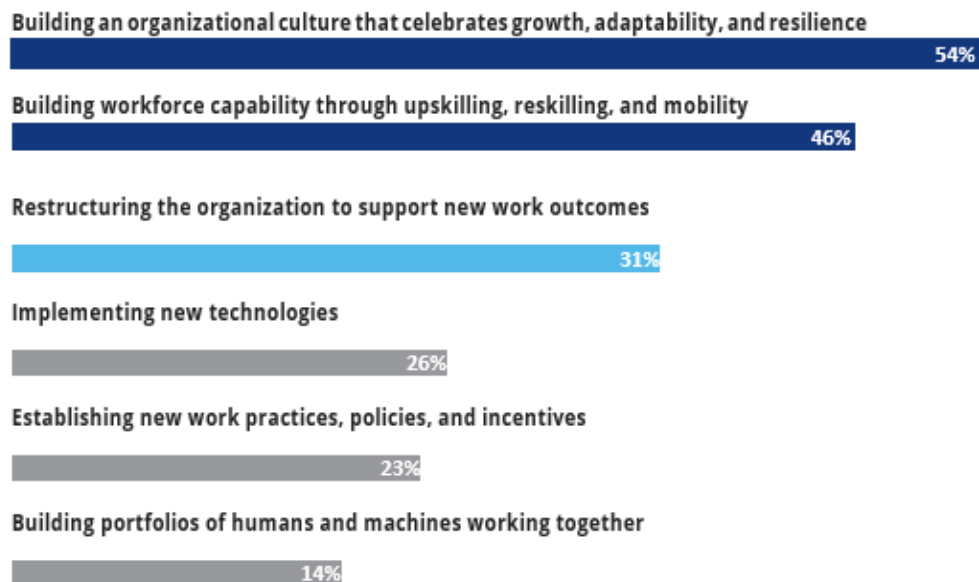 Building an organizational culture that celebrates growth, adaptability, and resilience
54%
Building workforce capability through upskilling, reskilling, and mobility
46%
Restructuring the organization to support new work outcomes
31%
Implementing new technologies
26%
Establishing new work practices, policies, and incentives
23%
Building portfolios of humans and machines working together
14%